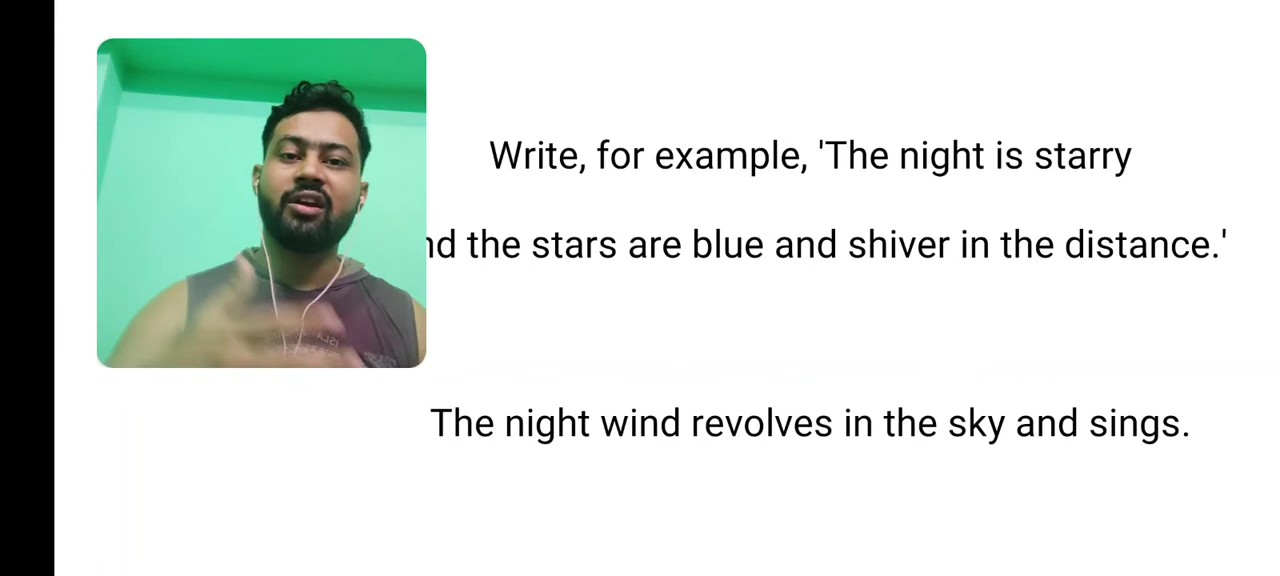 Write, for example, 'The night is starry
the stars are blue and shiver in the distance.'
The night wind revolves in the sky and sings.